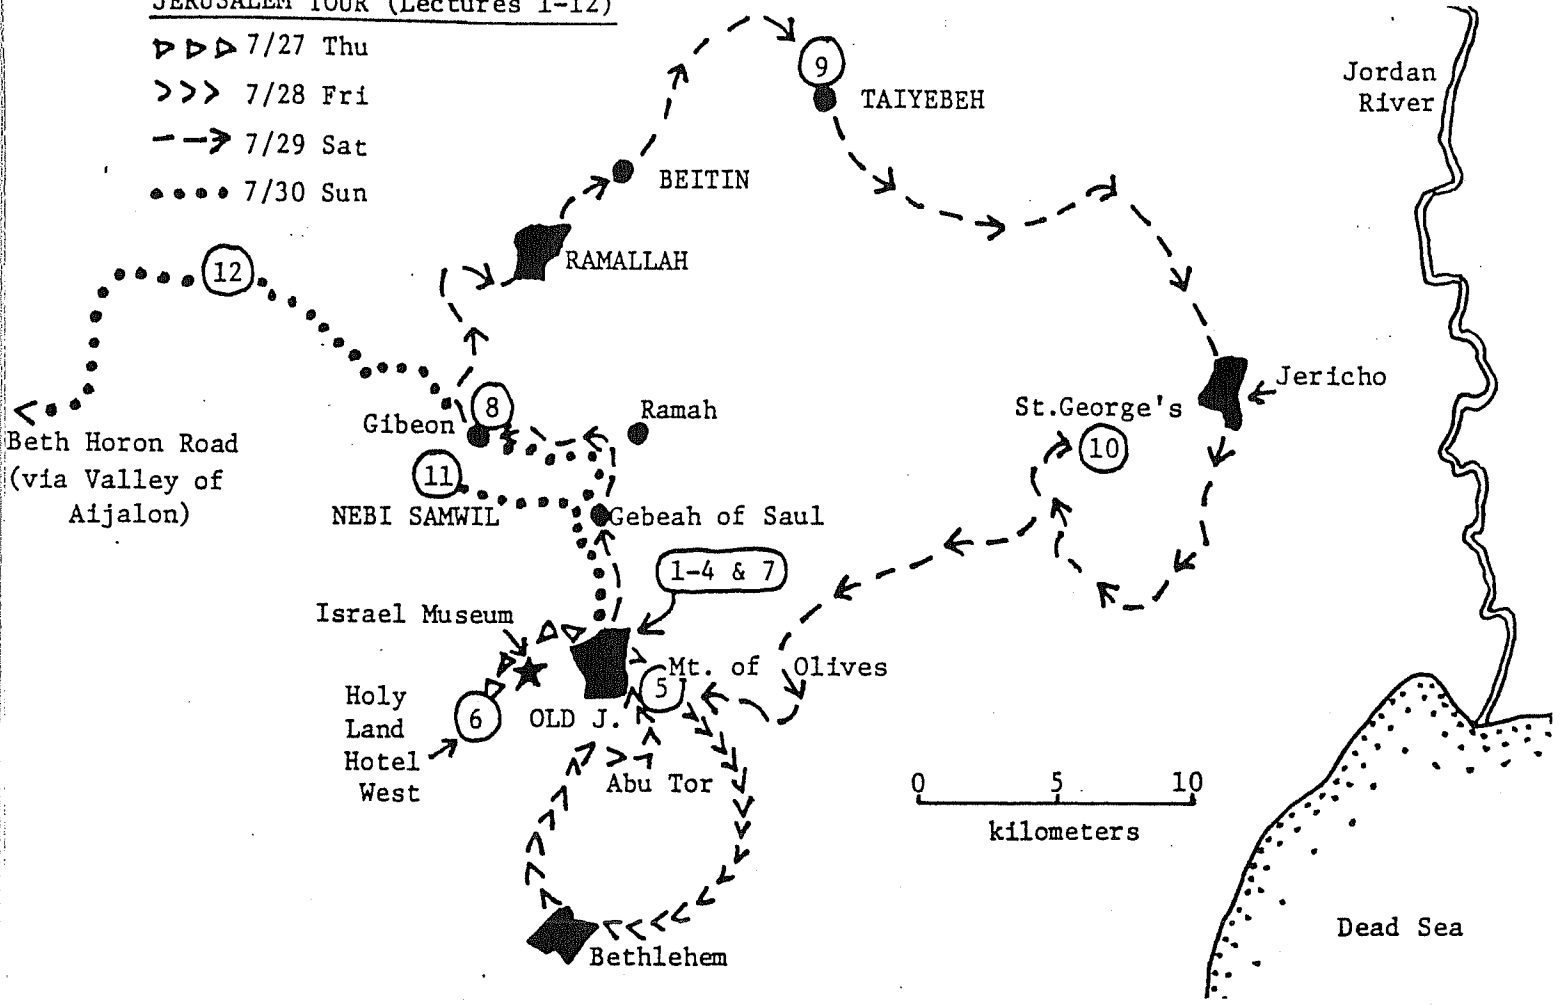 JERUSALEM TOUR (Lectures 1-12)
7/27 Thu
7/28 Fri
7/29 Sat
7/30 Sun
9
TAIYEBEH
Jordan
River
BEITIN
RAMALLAH
12
Jericho
St.George's
10
8
Gibeon
Ramah
Beth Horon Road
(via Valley of
Aijalon)
11
NEBI SAMWIL
Gebeah of Saul
1-4 & 7
Israel Museum
Mt. of Olives
5
Holy
Land
Hotel
West
6
OLD J.
Abu Tor
0 5 10
kilometers
Bethlehem
Dead Sea